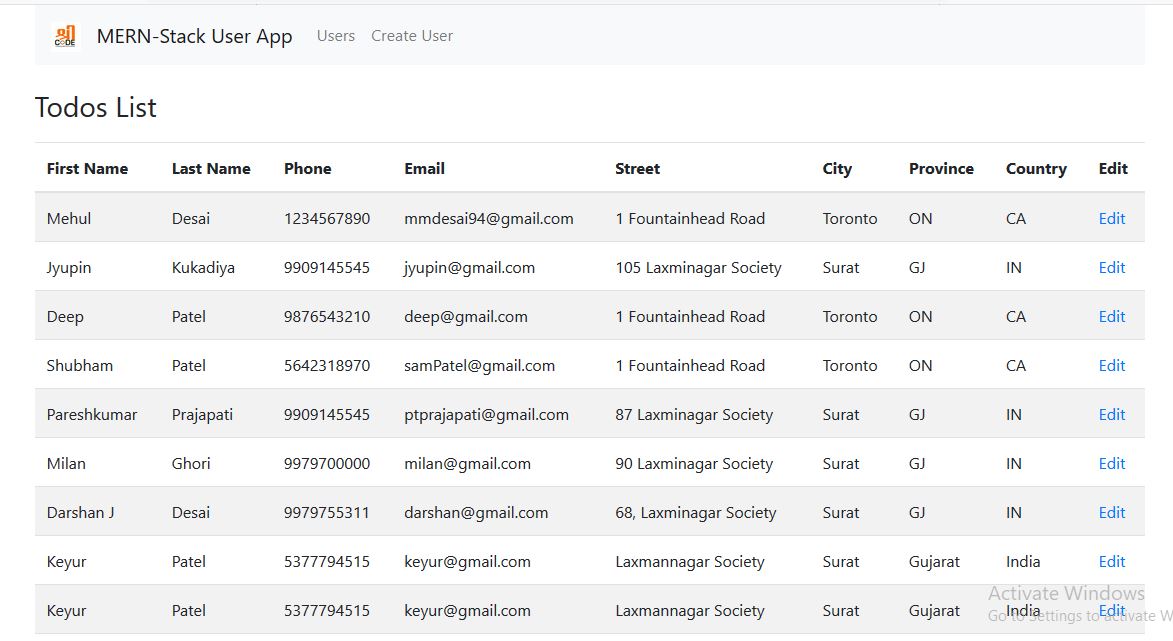 श्री CODE MERN-Stack User App Users Create User
Todos List
First Name Last Name Phone Email Street City Province Country Edit
Mehul Desai 1234567890 mmdesai94@gmail.com 1 Fountainhead Road Toronto ON CA Edit
Jyupin Kukadiya 9909145545 jyupin@gmail.com 105 Laxminagar Society Surat GJ IN Edit
Deep Patel 9876543210 deep@gmail.com 1 Fountainhead Road Toronto ON CA Edit
Shubham Patel 5642318970 samPatel@gmail.com 1 Fountainhead Road Toronto ON CA Edit
Pareshkumar Prajapati 9909145545 ptprajapati@gmail.com 87 Laxminagar Society Surat GJ IN Edit
Milan Ghori 9979700000 milan@gmail.com 90 Laxminagar Society Surat GJ IN Edit
Darshan J Desai 9979755311 darshan@gmail.com 68, Laxminagar Society Surat GJ IN Edit
Keyur Patel 5377794515 keyur@gmail.com Laxmannagar Society Surat Gujarat India Edit
Keyur Patel 5377794515 keyur@gmail.com Laxmannagar Society Surat Gujarat India Edit
Activate Windows
Go to Settings to activate W